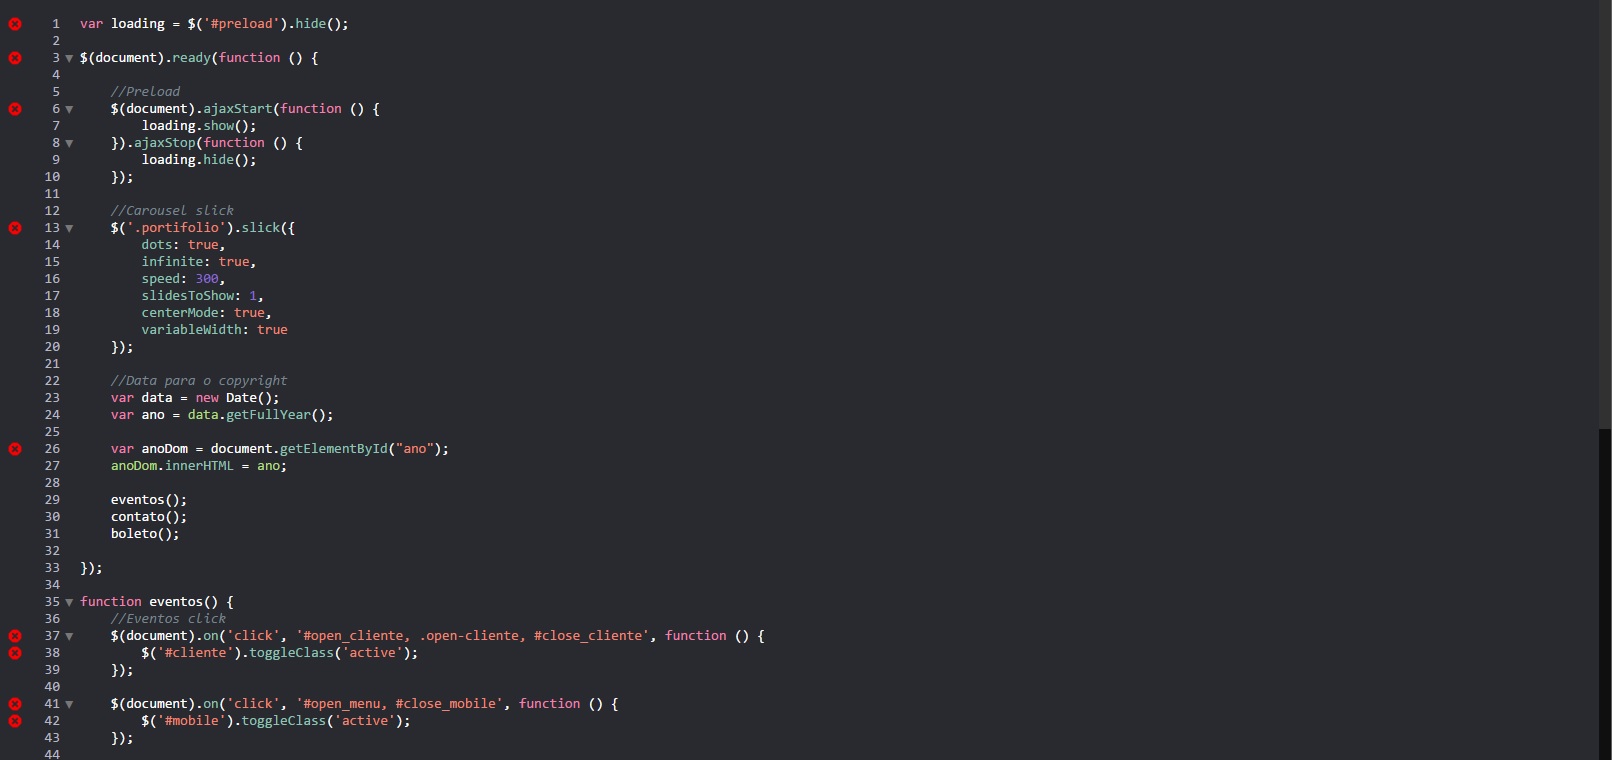 1 var loading = $('#preload').hide();
2
3 $(document).ready(function () {
4
5 //Preload
6 $(document).ajaxStart(function () {
7 loading.show();
8 }).ajaxStop(function () {
9 loading.hide();
10 });
11
12 //Carousel slick
13 $('.portifolio').slick({
14 dots: true,
15 infinite: true,
16 speed: 300,
17 slidesToShow: 1,
18 centerMode: true,
19 variableWidth: true
20 });
21
22 //Data para o copyright
23 var data = new Date();
24 var ano = data.getFullYear();
25
26 var anoDom = document.getElementById("ano");
27 anoDom.innerHTML = ano;
28
29 eventos();
30 contato();
31 boleto();
32
33 });
34
35 function eventos() {
36 //Eventos click
37 $(document).on('click', '#open_cliente, .open-cliente, #close_cliente', function () {
38 $('#cliente').toggleClass('active');
39 });
40
41 $(document).on('click', '#open_menu, #close_mobile', function () {
42 $('#mobile').toggleClass('active');
43 });
44